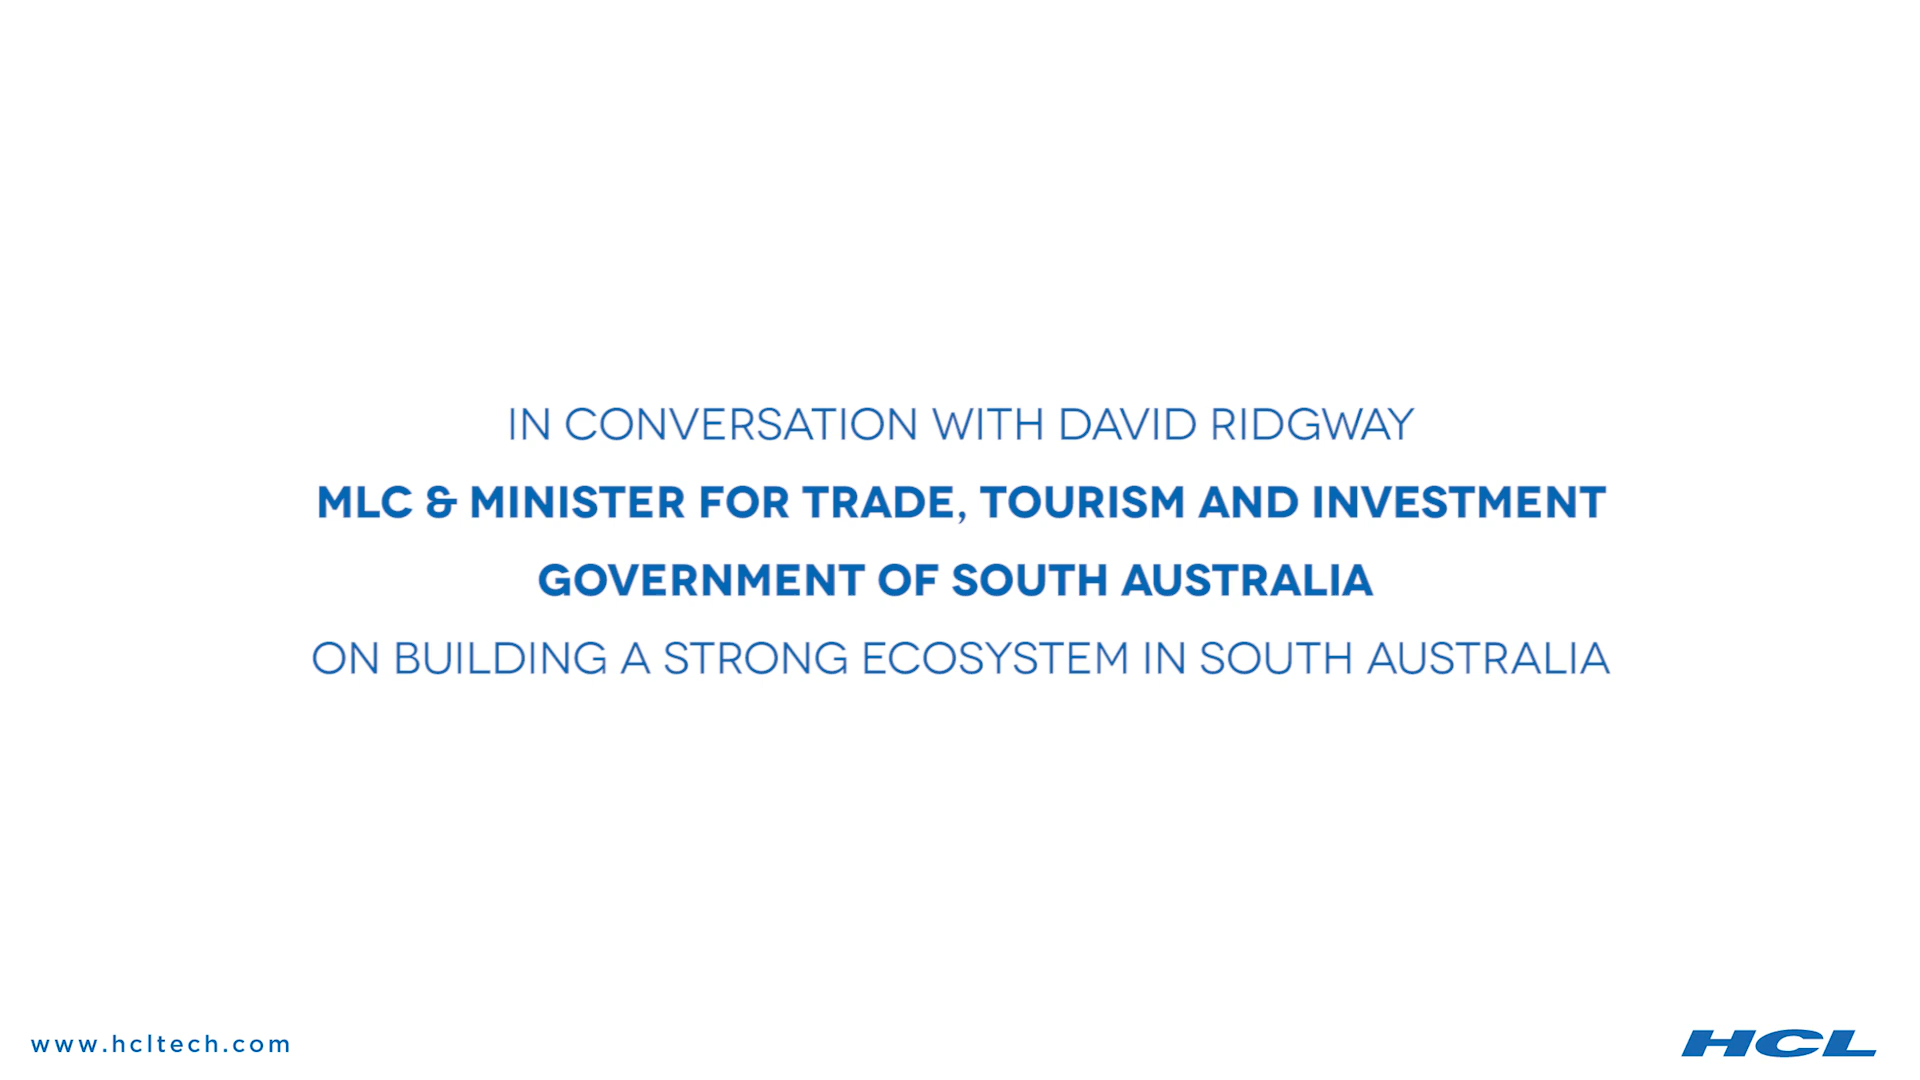 IN CONVERSATION WITH DAVID RIDGWAY
MLC & MINISTER FOR TRADE, TOURISM AND INVESTMENT
GOVERNMENT OF SOUTH AUSTRALIA
ON BUILDING A STRONG ECOSYSTEM IN SOUTH AUSTRALIA
www.hcltech.com
HCL